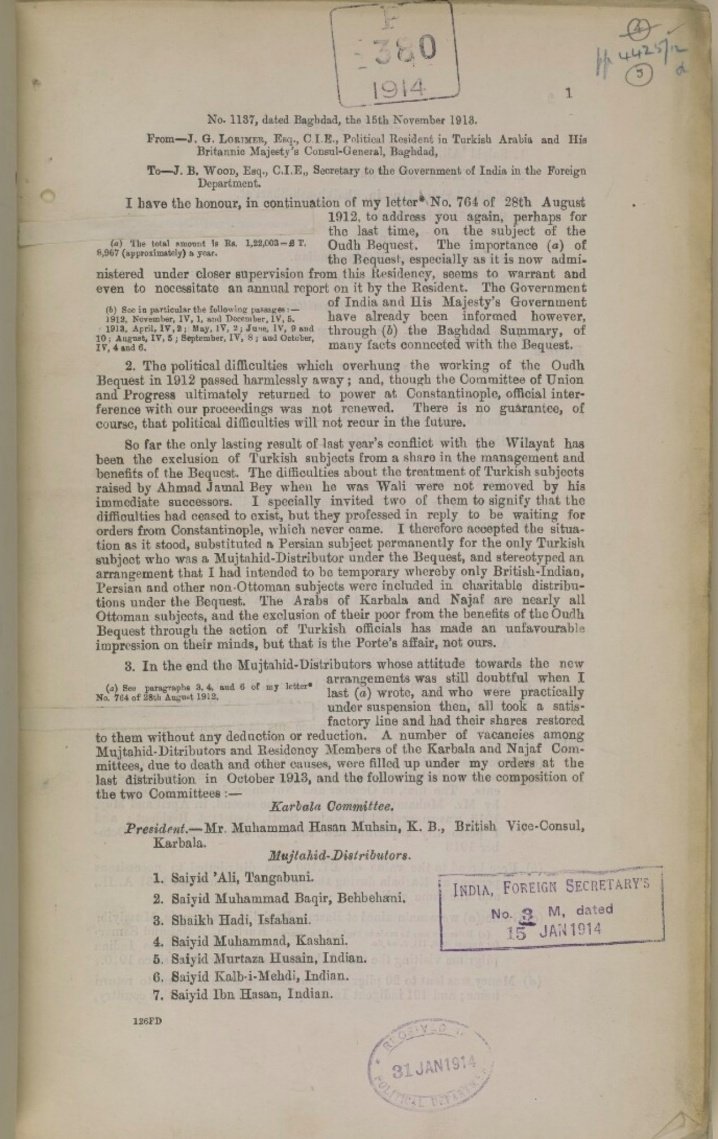 P
380
1914
4
pp 4425/12
3
1
No. 1137, dated Baghdad, the 15th November 1913.
From—J. G. LORIMER, ESQ., C.I.E., Political Resident in Turkish Arabia and His
Britannic Majesty's Consul-General, Baghdad,
To—J. B. WOOD, ESQ., C.I.E., Secretary to the Government of India in the Foreign
Department.
I have the honour, in continuation of my letter* No. 764 of 28th August
1912, to address you again, perhaps for
the last time, on the subject of the
(a) The total amount is Rs. 1,22,003—£ T.
8,967 (approximately) a year.
Oudh Bequest. The importance (a) of
the Bequest, especially as it is now admi-
nistered under closer supervision from this Residency, seems to warrant and
even to necessitate an annual report on it by the Resident. The Government
(b) See in particular the following passages:—
1912, November, IV, 1, and December, IV, 5.
1913, April, IV, 2; May, IV, 2; June, IV, 9 and
10; August, IV, 5; September, IV, 8; and October,
IV, 4 and 6.
of India and His Majesty's Government
have already been informed however,
through (b) the Baghdad Summary, of
many facts connected with the Bequest.
2. The political difficulties which overhung the working of the Oudh
Bequest in 1912 passed harmlessly away; and, though the Committee of Union
and Progress ultimately returned to power at Constantinople, official inter-
ference with our proceedings was not renewed. There is no guarantee, of
course, that political difficulties will not recur in the future.
So far the only lasting result of last year's conflict with the Wilayat has
been the exclusion of Turkish subjects from a share in the management and
benefits of the Bequest. The difficulties about the treatment of Turkish subjects
raised by Ahmad Jamal Bey when he was Wali were not removed by his
immediate successors. I specially invited two of them to signify that the
difficulties had ceased to exist, but they professed in reply to be waiting for
orders from Constantinople, which never came. I therefore accepted the situa-
tion as it stood, substituted a Persian subject permanently for the only Turkish
subject who was a Mujtahid-Distributor under the Bequest, and stereotyped an
arrangement that I had intended to be temporary whereby only British-Indian,
Persian and other non-Ottoman subjects were included in charitable distribu-
tions under the Bequest. The Arabs of Karbala and Najaf are nearly all
Ottoman subjects, and the exclusion of their poor from the benefits of the Oudh
Bequest through the action of Turkish officials has made an unfavourable
impression on their minds, but that is the Porte's affair, not ours.
3. In the end the Mujtahid-Distributors whose attitude towards the new
(a) See paragraphs 3, 4, and 6 of my letter*
No. 764 of 28th August 1912.
arrangements was still doubtful when I
last (a) wrote, and who were practically
under suspension then, all took a satis-
factory line and had their shares restored
to them without any deduction or reduction. A number of vacancies among
Mujtahid-Ditributors and Residency Members of the Karbala and Najaf Com-
mittees, due to death and other causes, were filled up under my orders at the
last distribution in October 1913, and the following is now the composition of
the two Committees:—
Karbala Committee.
President.—Mr. Muhammad Hasan Muhsin, K. B., British Vice-Consul,
Karbala.
Mujtahid-Distributors.
1. Saiyid 'Ali, Tangabuni.
2. Saiyid Muhammad Baqir, Behbehani.
3. Shaikh Hadi, Isfahani.
4. Saiyid Muhammad, Kashani.
5. Saiyid Murtaza Husain, Indian.
6. Saiyid Kalb-i-Mehdi, Indian.
7. Saiyid Ibn Hasan, Indian.
INDIA, FOREIGN SECRETARY'S
No. 3 M, dated
15 JAN 1914
126FD
RECEIVED IN
31 JAN 1914
POLITICAL DEPARTMENT